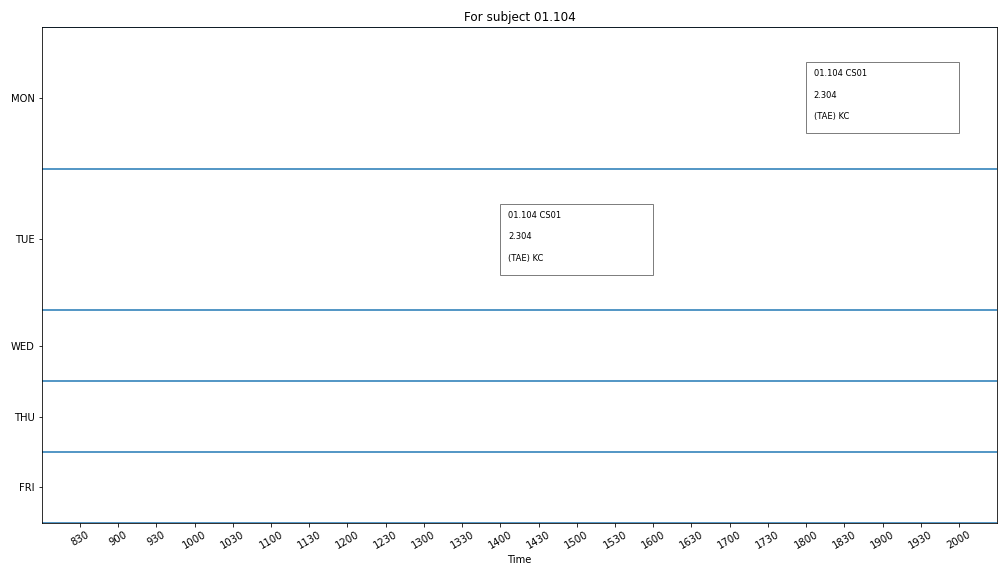 For subject 01.104
MON
01.104 CS01
2.304
(TAE) KC
TUE
01.104 CS01
2.304
(TAE) KC
WED
THU
FRI
830 900 930 1000 1030 1100 1130 1200 1230 1300 1330 1400 1430 1500 1530 1600 1630 1700 1730 1800 1830 1900 1930 2000
Time